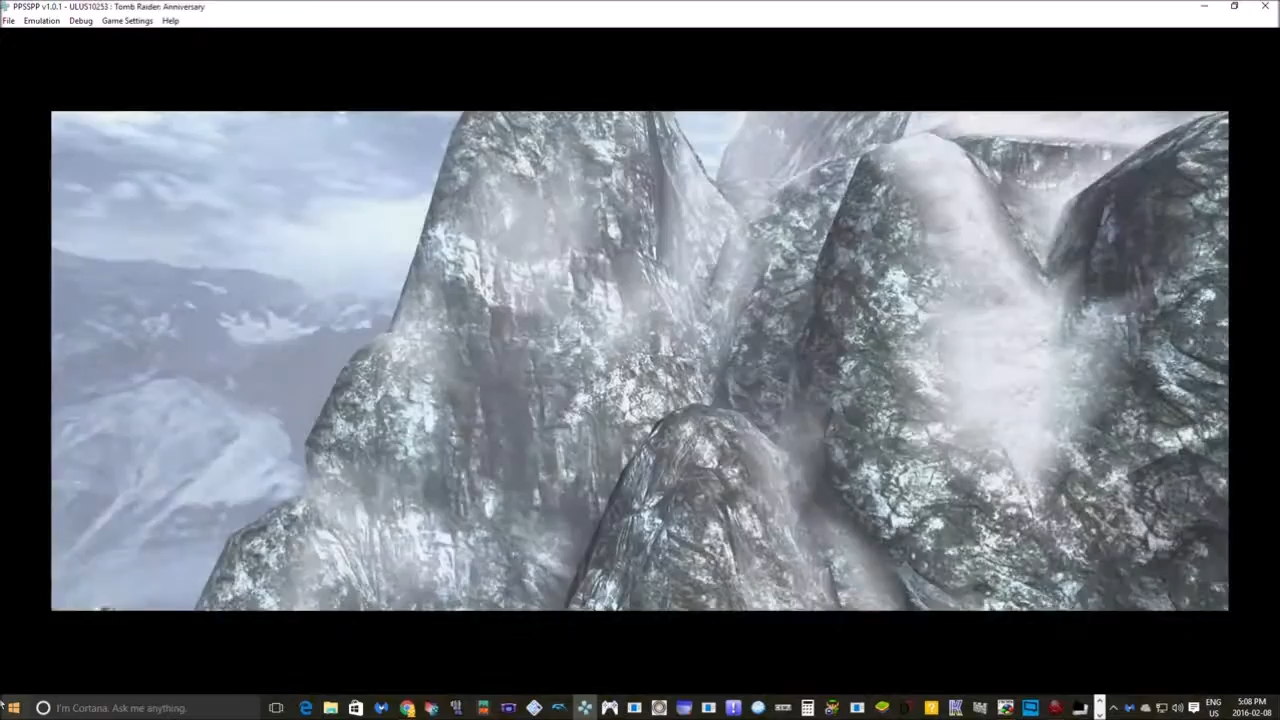 PPSSPP v1.0.1 - ULUS10253 : Tomb Raider: Anniversary
File Emulation Debug Game Settings Help
I'm Cortana. Ask me anything.
ENG 5:08 PM
US 2016-02-08